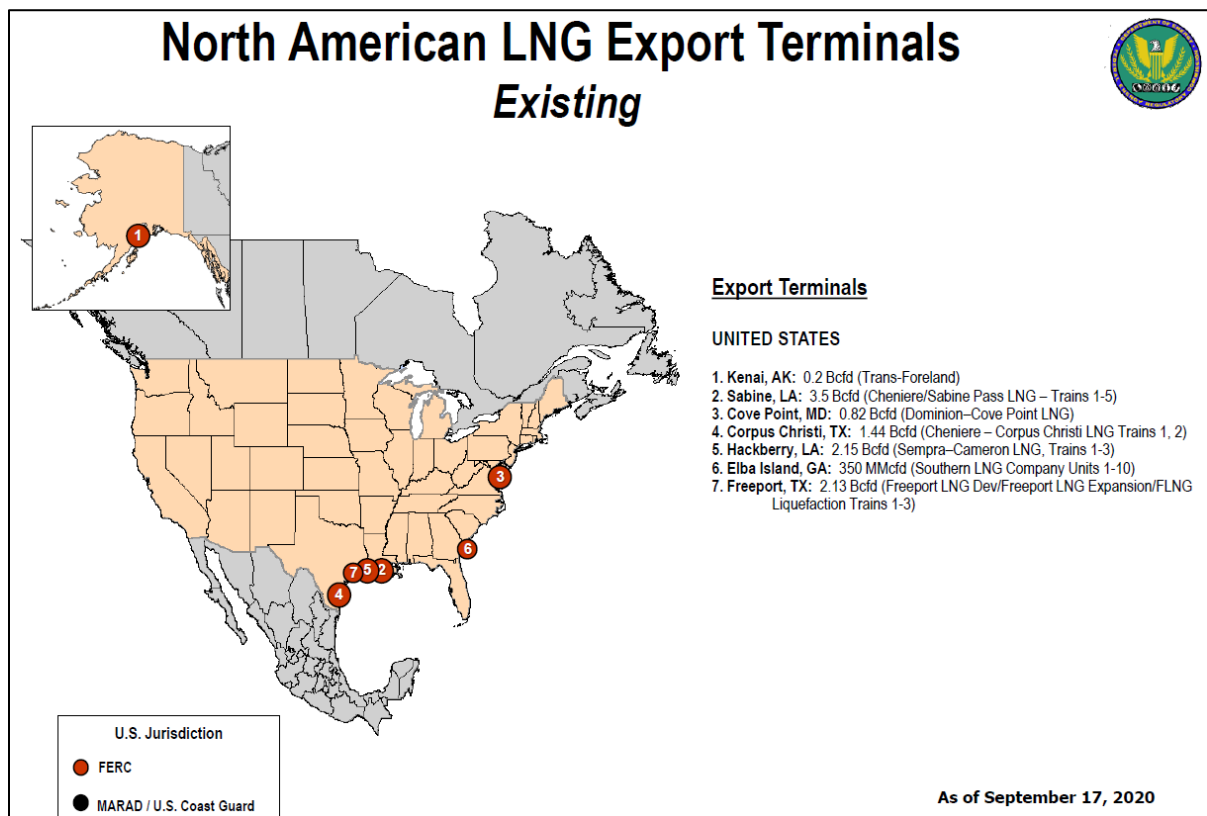 North American LNG Export Terminals
Existing
1
Export Terminals
UNITED STATES
1. Kenai, AK: 0.2 Bcfd (Trans-Foreland)
2. Sabine, LA: 3.5 Bcfd (Cheniere/Sabine Pass LNG – Trains 1-5)
3. Cove Point, MD: 0.82 Bcfd (Dominion–Cove Point LNG)
4. Corpus Christi, TX: 1.44 Bcfd (Cheniere – Corpus Christi LNG Trains 1, 2)
5. Hackberry, LA: 2.15 Bcfd (Sempra–Cameron LNG, Trains 1-3)
6. Elba Island, GA: 350 MMcfd (Southern LNG Company Units 1-10)
7. Freeport, TX: 2.13 Bcfd (Freeport LNG Dev/Freeport LNG Expansion/FLNG
Liquefaction Trains 1-3)
3
6
7 5 2
4
U.S. Jurisdiction
FERC
MARAD / U.S. Coast Guard
As of September 17, 2020